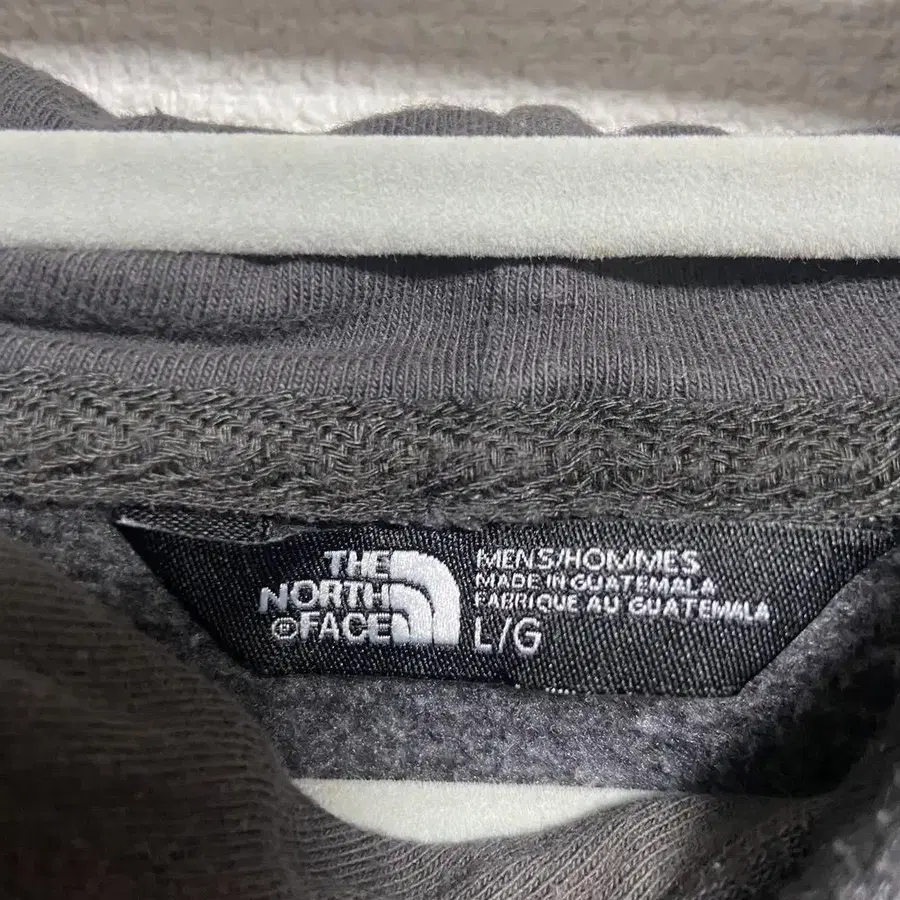 THE
NORTH
®FACE
MENS/HOMMES
MADE IN GUATEMALA
FABRIQUE AU GUATEMALA
L/G